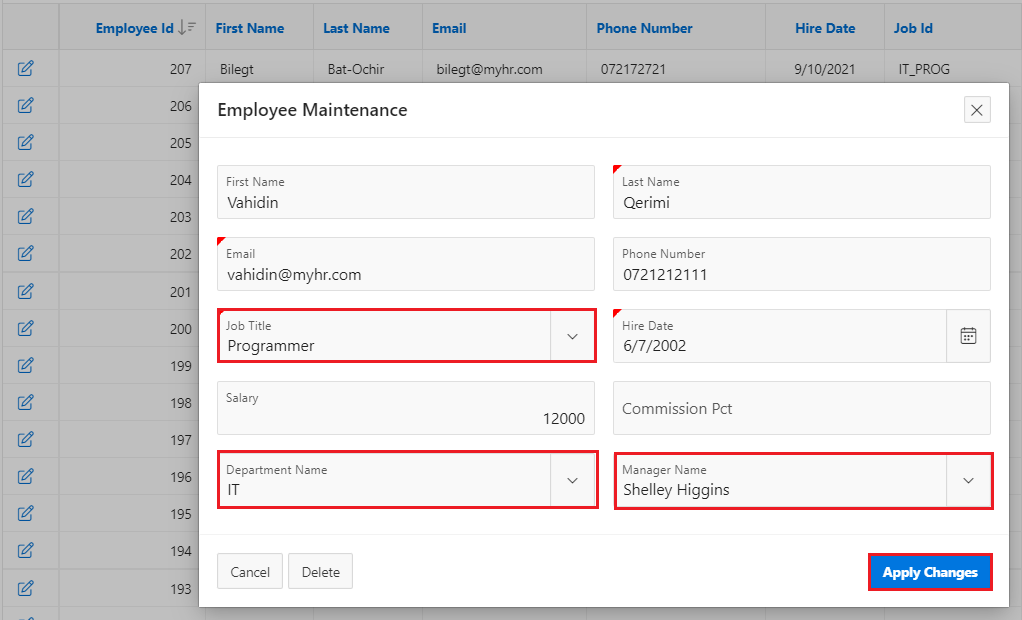 Employee Id First Name Last Name Email Phone Number Hire Date Job Id
207 Bilegt Bat-Ochir bilegt@myhr.com 072172721 9/10/2021 IT_PROG
206
205
204
203
202
201
200
199
198
197
196
195
194
193
Employee Maintenance
First Name
Vahidin
Last Name
Qerimi
Email
vahidin@myhr.com
Phone Number
0721212111
Job Title
Programmer
Hire Date
6/7/2002
Salary
12000
Commission Pct
Department Name
IT
Manager Name
Shelley Higgins
Cancel Delete Apply Changes